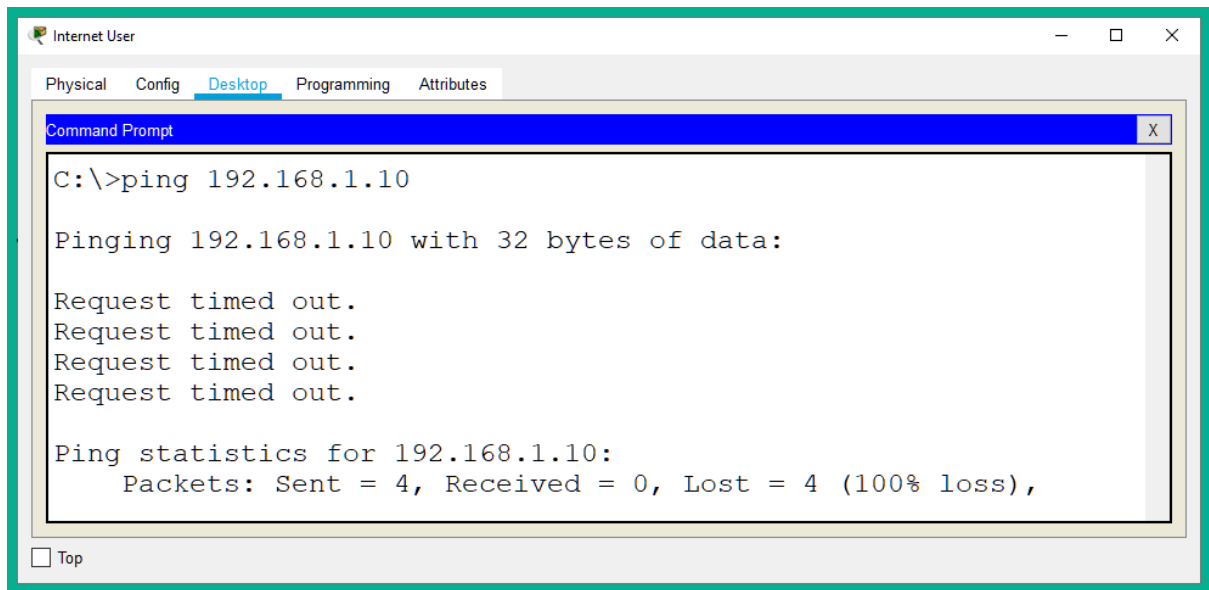 Internet User
Physical Config Desktop Programming Attributes
Command Prompt X
C:\>ping 192.168.1.10
Pinging 192.168.1.10 with 32 bytes of data:
Request timed out.
Request timed out.
Request timed out.
Request timed out.
Ping statistics for 192.168.1.10:
Packets: Sent = 4, Received = 0, Lost = 4 (100% loss),
Top